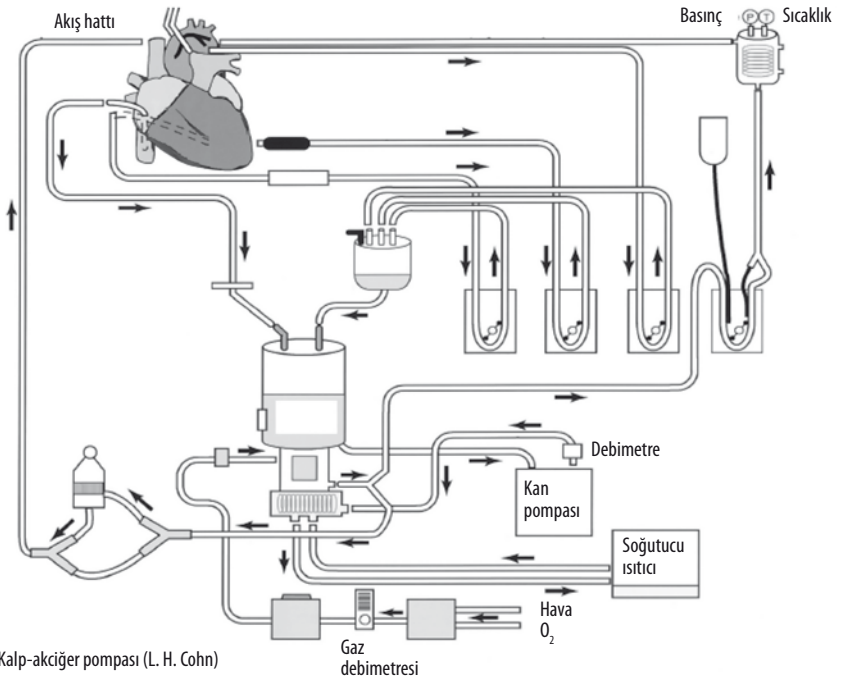 Akış hattı
Basınç
P T
Sıcaklık
Debimetre
Kan
pompası
Soğutucu
ısıtıcı
Hava
O₂
Gaz
debimetresi
Kalp-akciğer pompası (L. H. Cohn)